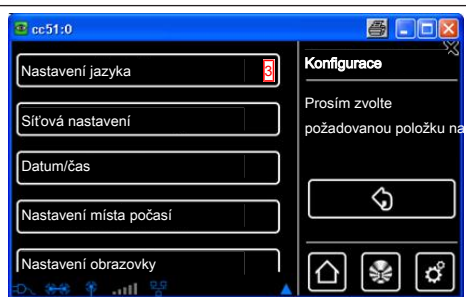 cc51:0
Nastavení jazyka
3
Síťová nastavení
Datum/čas
Nastavení místa počasí
Nastavení obrazovky
Konfigurace
Prosím zvolte
požadovanou položku na